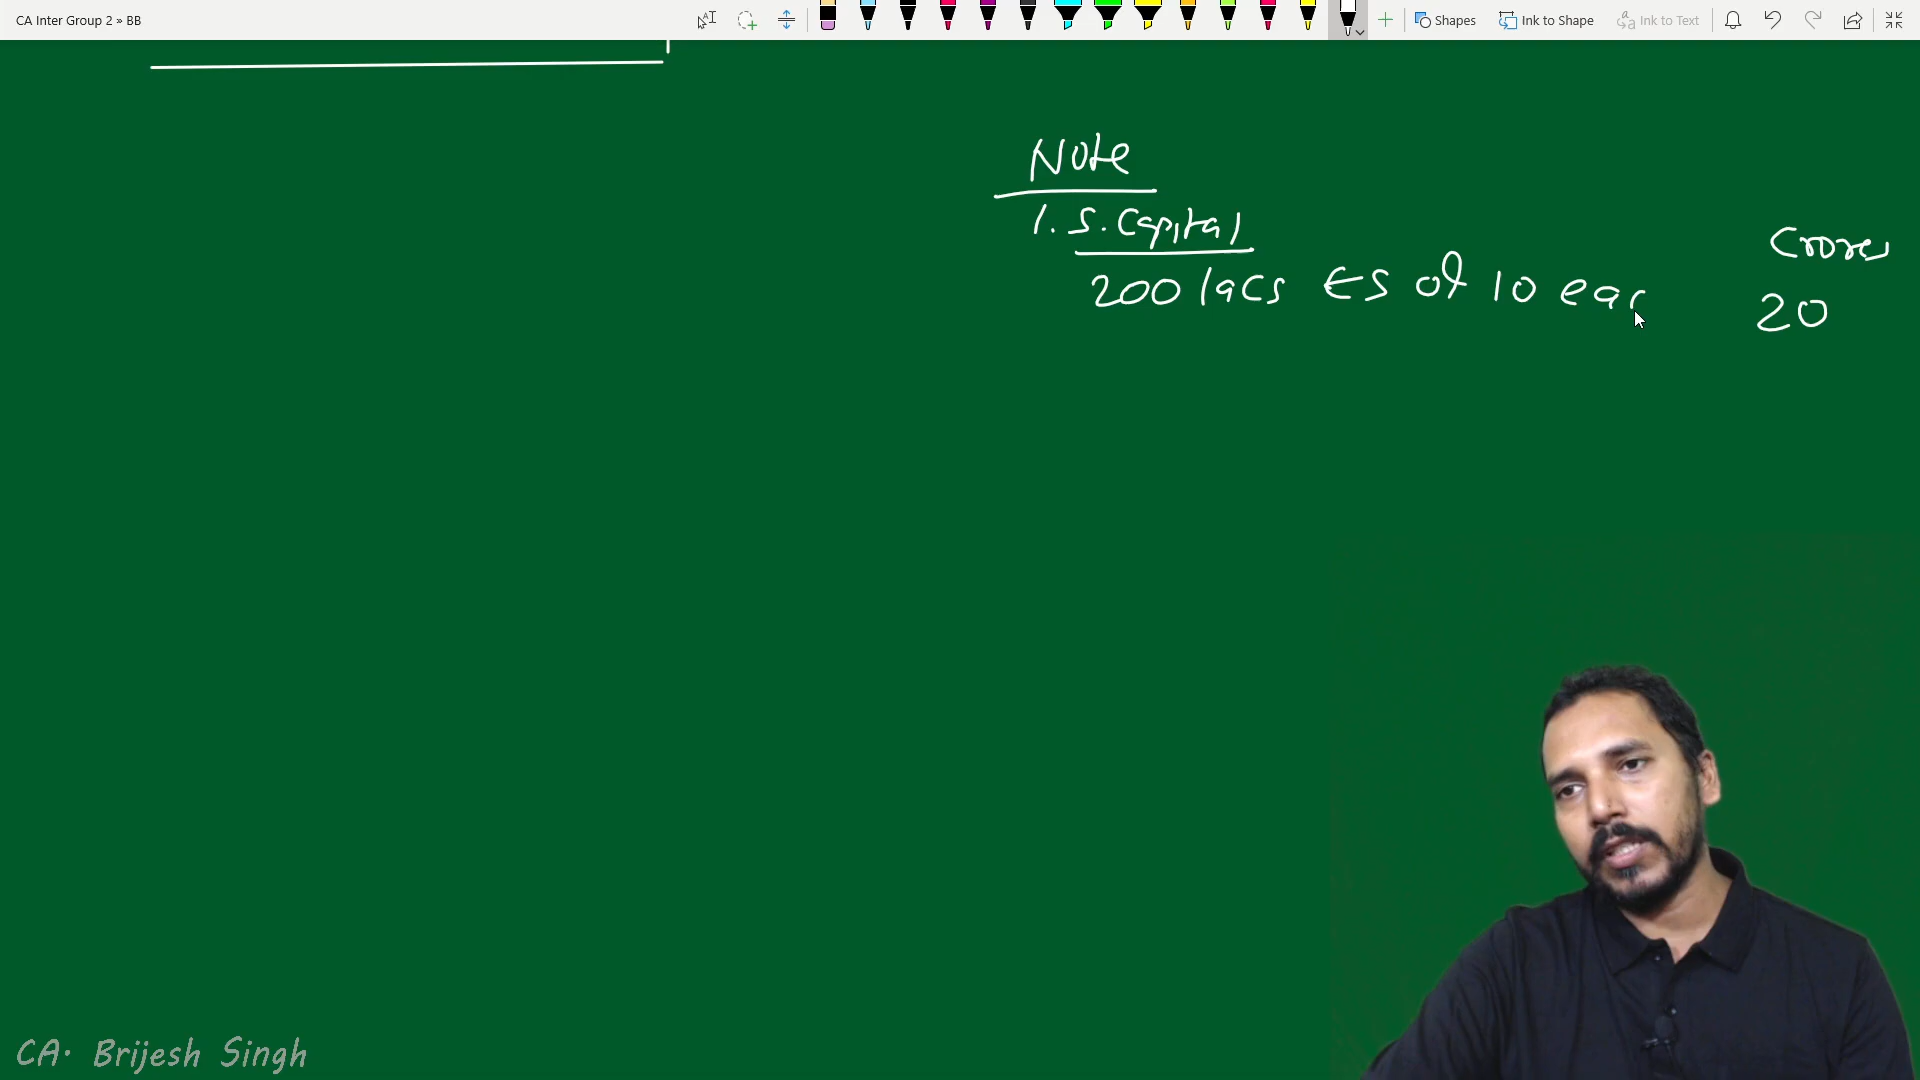 CA Inter Group 2 » BB
Shapes
Ink to Shape
Ink to Text
Note
1. S. Capital
Crores
200 lacs ES of 10 eac
20
CA. Brijesh Singh